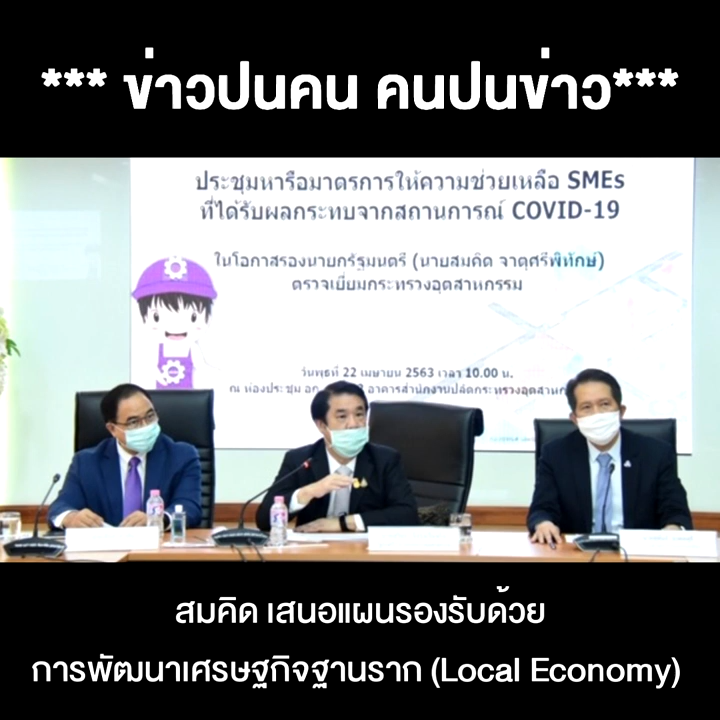 *** ข่าวปนคน คนปนข่าว***
ประชุมหารือมาตรการให้ความช่วยเหลือ SMEs
ที่ได้รับผลกระทบจากสถานการณ์ COVID-19
ในโอกาสรองนายกรัฐมนตรี (นายสมคิด จาตุศรีพิทักษ์)
ตรวจเยี่ยมกระทรวงอุตสาหกรรม
วันพุธที่ 22 เมษายน 2563 เวลา 10.00 น.
ณ ห้องประชุม อก. อาคารสำนักงานปลัดกระทรวงอุตสาห
สมคิด เสนอแผนรองรับด้วย
การพัฒนาเศรษฐกิจฐานราก (Local Economy)